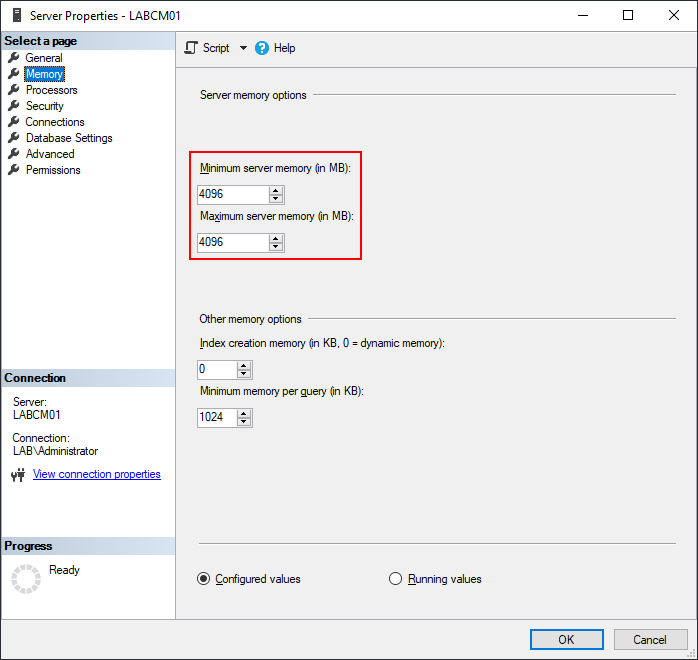 Server Properties - LABCM01
Select a page
General
Memory
Processors
Security
Connections
Database Settings
Advanced
Permissions
Script
Help
Server memory options
Minimum server memory (in MB):
4096
Maximum server memory (in MB):
4096
Other memory options
Index creation memory (in KB, 0 = dynamic memory):
0
Minimum memory per query (in KB):
1024
Connection
Server:
LABCM01
Connection:
LAB\Administrator
View connection properties
Progress
Ready
Configured values
Running values
OK
Cancel